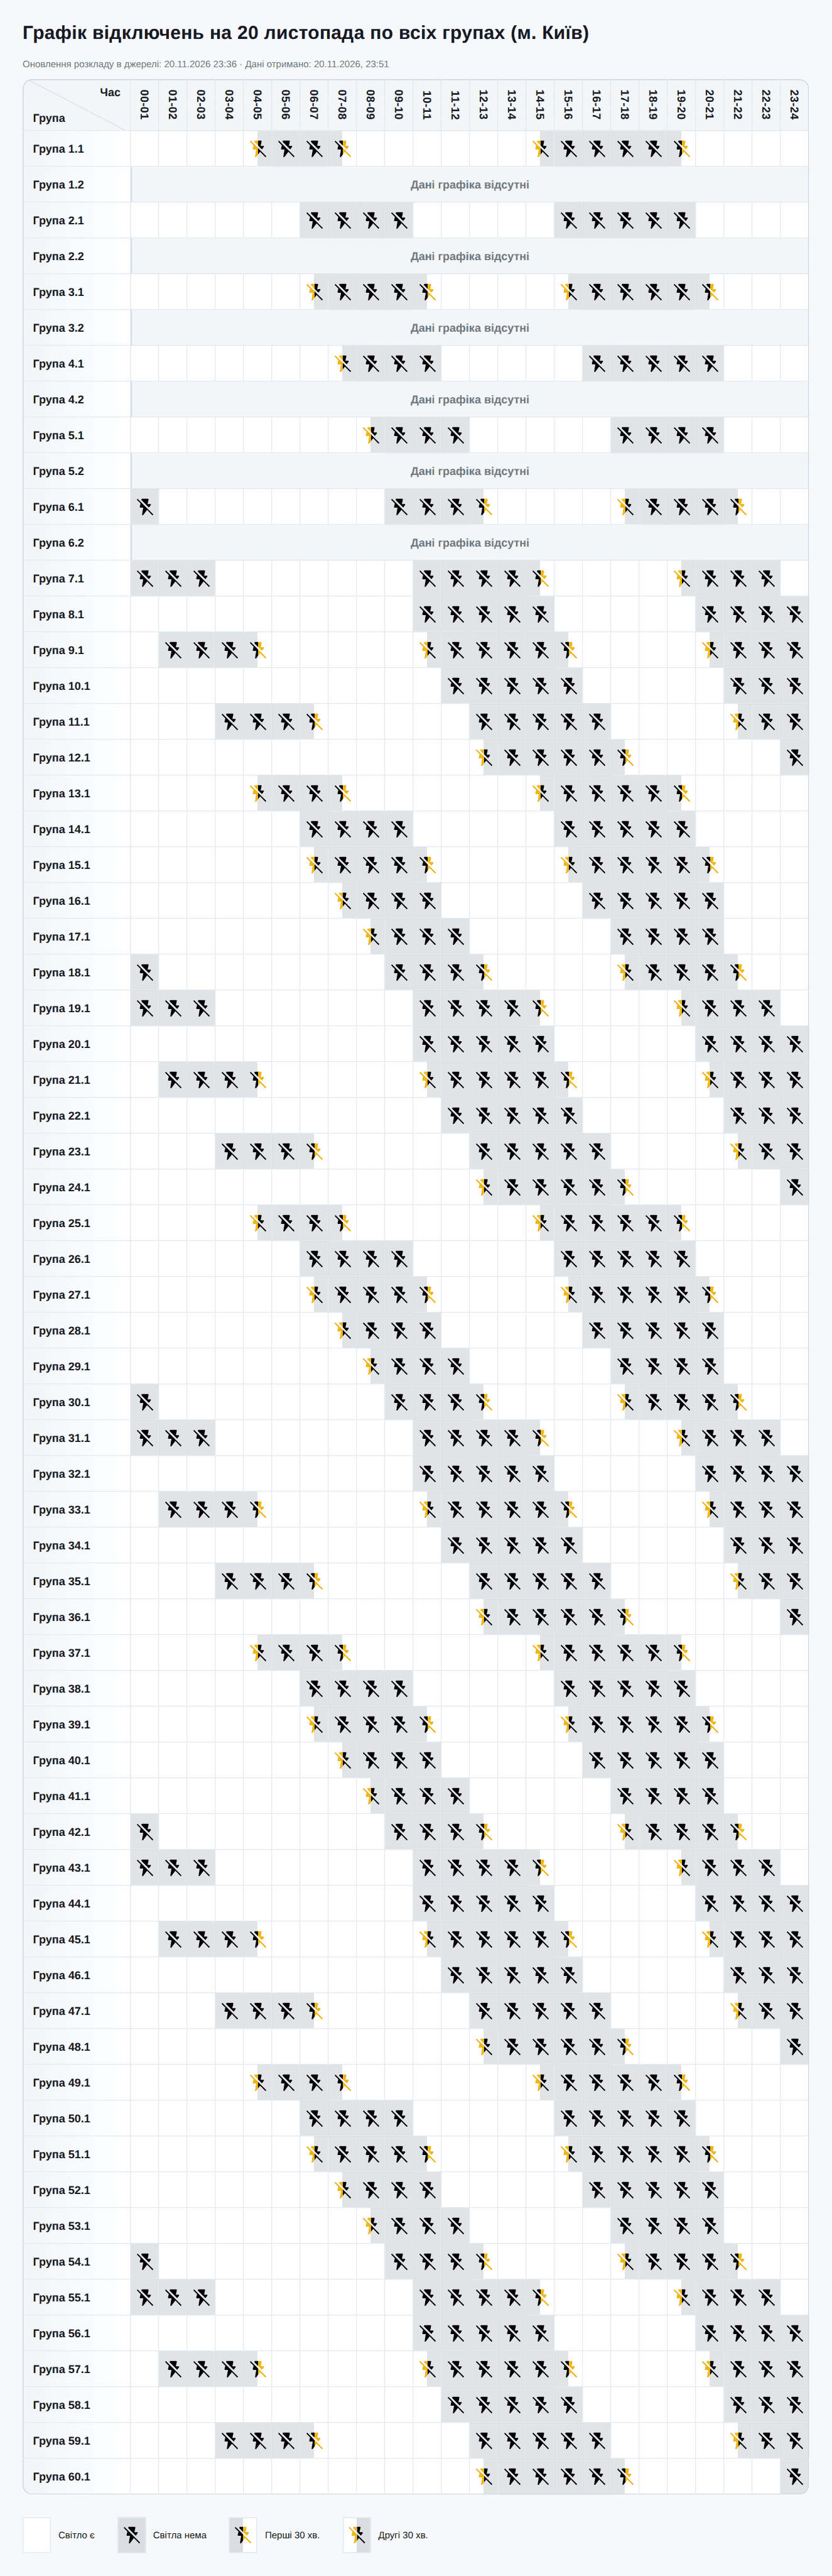 Графік відключень на 20 листопада по всіх групах (м. Київ)
Оновлення розкладу в джерелі: 20.11.2026 23:36 · Дані отримано: 20.11.2026, 23:51
Час
Група
00-01 01-02 02-03 03-04 04-05 05-06 06-07 07-08 08-09 09-10 10-11 11-12 12-13 13-14 14-15 15-16 16-17 17-18 18-19 19-20 20-21 21-22 22-23 23-24
Група 1.1
Група 1.2 Дані графіка відсутні
Група 2.1
Група 2.2 Дані графіка відсутні
Група 3.1
Група 3.2 Дані графіка відсутні
Група 4.1
Група 4.2 Дані графіка відсутні
Група 5.1
Група 5.2 Дані графіка відсутні
Група 6.1
Група 6.2 Дані графіка відсутні
Група 7.1
Група 8.1
Група 9.1
Група 10.1
Група 11.1
Група 12.1
Група 13.1
Група 14.1
Група 15.1
Група 16.1
Група 17.1
Група 18.1
Група 19.1
Група 20.1
Група 21.1
Група 22.1
Група 23.1
Група 24.1
Група 25.1
Група 26.1
Група 27.1
Група 28.1
Група 29.1
Група 30.1
Група 31.1
Група 32.1
Група 33.1
Група 34.1
Група 35.1
Група 36.1
Група 37.1
Група 38.1
Група 39.1
Група 40.1
Група 41.1
Група 42.1
Група 43.1
Група 44.1
Група 45.1
Група 46.1
Група 47.1
Група 48.1
Група 49.1
Група 50.1
Група 51.1
Група 52.1
Група 53.1
Група 54.1
Група 55.1
Група 56.1
Група 57.1
Група 58.1
Група 59.1
Група 60.1
Світло є Світла нема Перші 30 хв. Другі 30 хв.